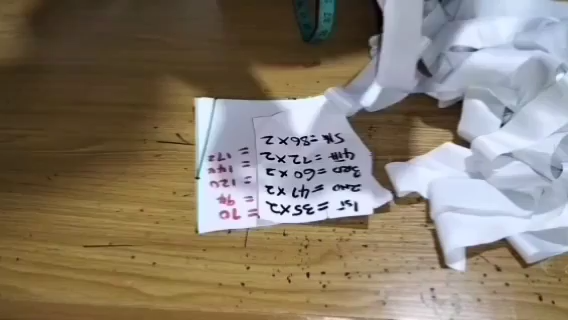 1ST = 35X2 = 70
2ND = 47X2 = 94
3RD = 60X2 = 120
4TH = 72X2 = 144
5TH = 86X2 = 172